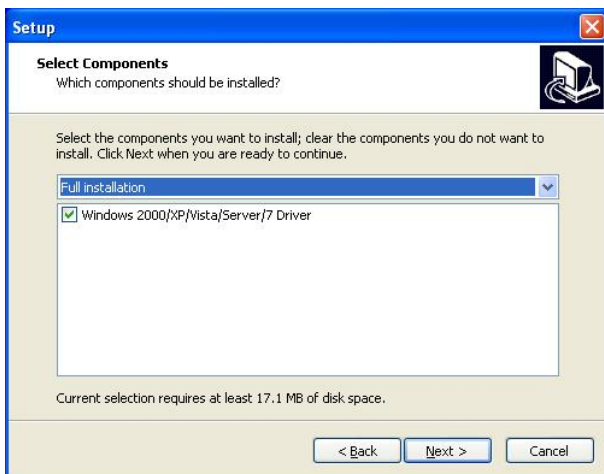 Setup
Select Components
Which components should be installed?
Select the components you want to install; clear the components you do not want to
install. Click Next when you are ready to continue.
Full installation
Windows 2000/XP/Vista/Server/7 Driver
Current selection requires at least 17.1 MB of disk space.
< Back
Next >
Cancel